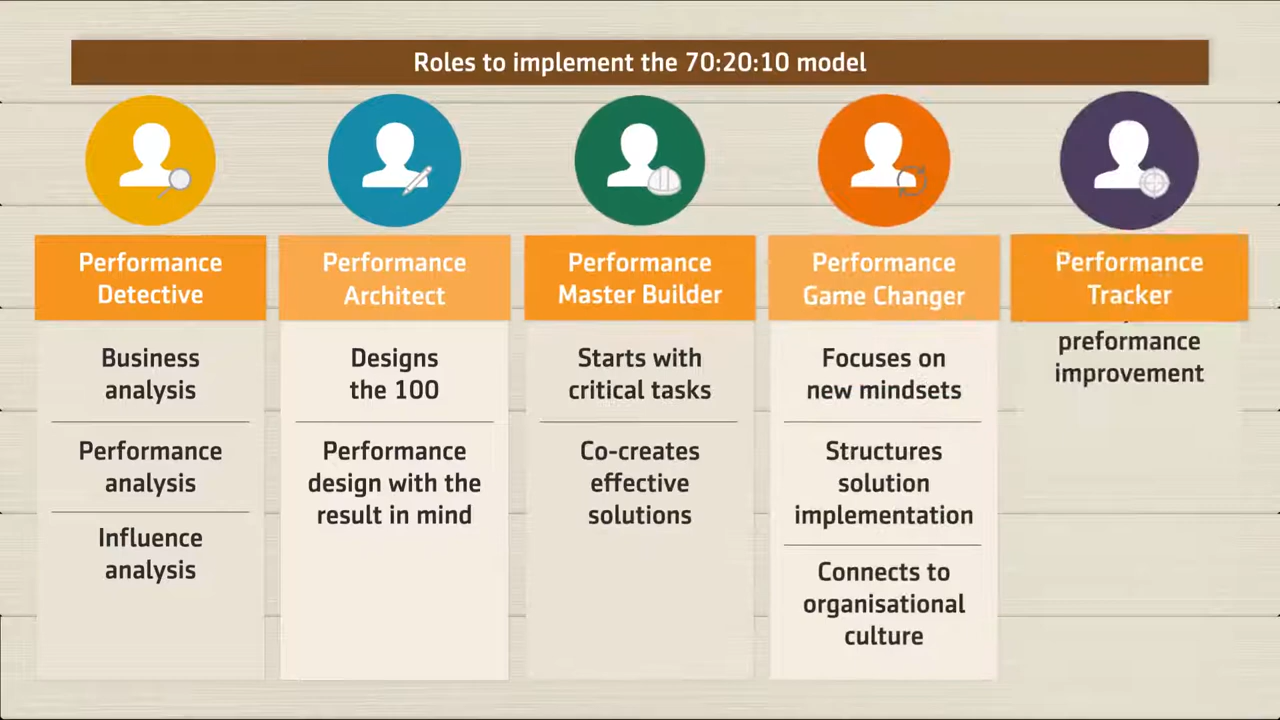 Roles to implement the 70:20:10 model
Performance
Detective
Business
analysis
Performance
analysis
Influence
analysis
Performance
Architect
Designs
the 100
Performance
design with the
result in mind
Performance
Master Builder
Starts with
critical tasks
Co-creates
effective
solutions
Performance
Game Changer
Focuses on
new mindsets
Structures
solution
implementation
Connects to
organisational
culture
Performance
Tracker
preformance
improvement